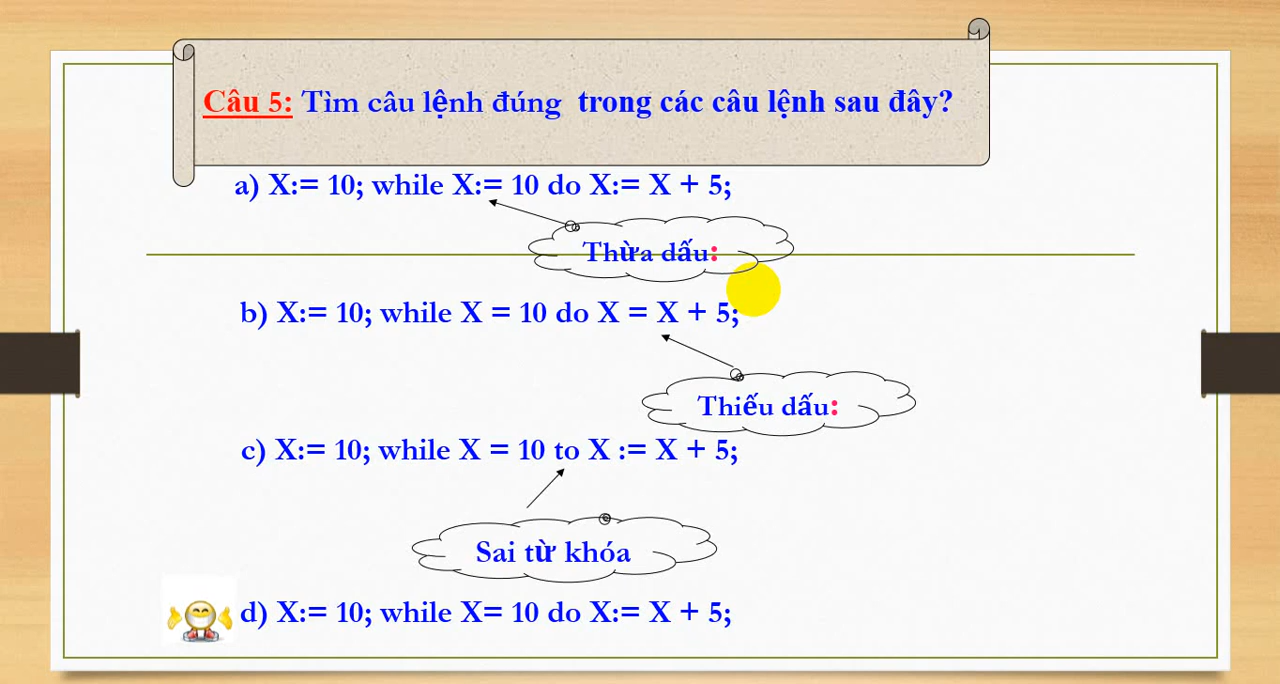 Câu 5: Tìm câu lệnh đúng trong các câu lệnh sau đây?
a) X:= 10; while X:= 10 do X:= X + 5;
Thừa dấu:
b) X:= 10; while X = 10 do X = X + 5;
Thiếu dấu:
c) X:= 10; while X = 10 to X := X + 5;
Sai từ khóa
d) X:= 10; while X= 10 do X:= X + 5;